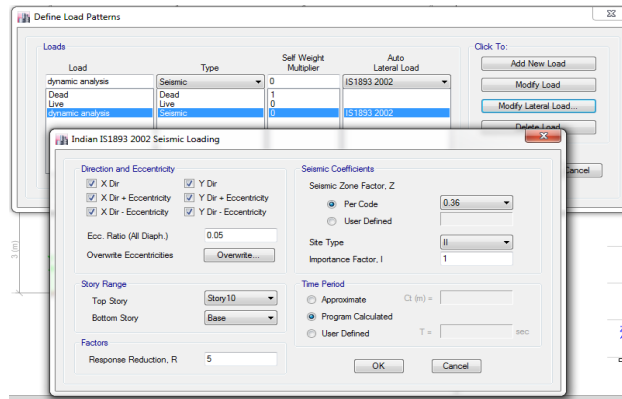 Define Load Patterns
Loads
Click To:
Load
Type
Self Weight
Multiplier
Auto
Lateral Load
dynamic analysis
Seismic
0
IS1893 2002
Dead
Dead
1
Live
Live
0
dynamic analysis
Seismic
0
IS1893 2002
Add New Load
Modify Load
Modify Lateral Load...
Delete Load
Cancel
3 (m)
Indian IS1893 2002 Seismic Loading
Direction and Eccentricity
X Dir
Y Dir
X Dir + Eccentricity
Y Dir + Eccentricity
X Dir - Eccentricity
Y Dir - Eccentricity
Ecc. Ratio (All Diaph.)
0.05
Overwrite Eccentricities
Overwrite...
Story Range
Top Story
Story10
Bottom Story
Base
Factors
Response Reduction, R
5
Seismic Coefficients
Seismic Zone Factor, Z
Per Code
0.36
User Defined
Site Type
II
Importance Factor, I
1
Time Period
Approximate
Ct (m) =
Program Calculated
User Defined
T =
sec
OK
Cancel